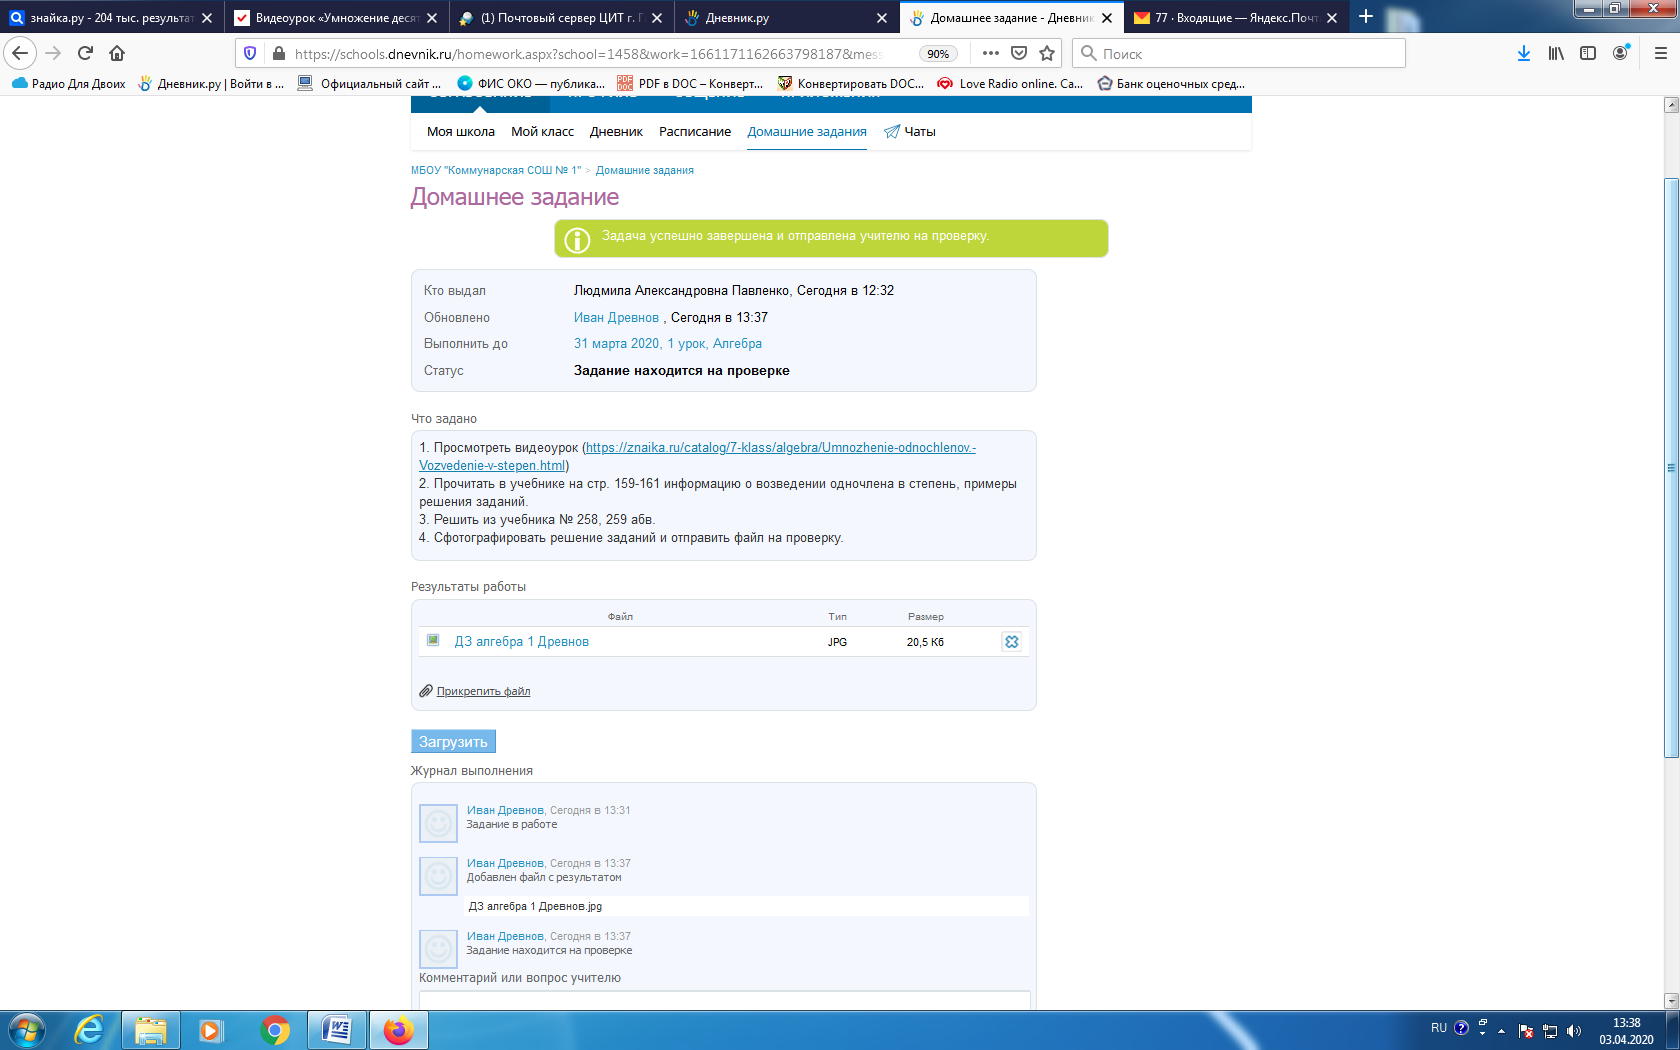 знайка.ру - 204 тыс. результат
Видеоурок «Умножение десят
(1) Почтовый сервер ЦИТ г. Г
Дневник.ру
Домашнее задание - Дневник
77 · Входящие — Яндекс.Почт
https://schools.dnevnik.ru/homework.aspx?school=1458&work=1661171162663798187&mess
90%
Поиск
Радио Для Двоих
Дневник.ру | Войти в ...
Официальный сайт ...
ФИС ОКО — публика...
PDF в DOC – Конверт...
Конвертировать DOC...
Love Radio online. Са...
Банк оценочных сред...
Моя школа
Мой класс
Дневник
Расписание
Домашние задания
Чаты
МБОУ "Коммунарская СОШ № 1" > Домашние задания
Домашнее задание
Задача успешно завершена и отправлена учителю на проверку.
Кто выдал Людмила Александровна Павленко, Сегодня в 12:32
Обновлено Иван Древнов , Сегодня в 13:37
Выполнить до 31 марта 2020, 1 урок, Алгебра
Статус Задание находится на проверке
Что задано
1. Просмотреть видеоурок (https://znaika.ru/catalog/7-klass/algebra/Umnozhenie-odnochlenov.-
Vozvedenie-v-stepen.html)
2. Прочитать в учебнике на стр. 159-161 информацию о возведении одночлена в степень, примеры
решения заданий.
3. Решить из учебника № 258, 259 абв.
4. Сфотографировать решение заданий и отправить файл на проверку.
Результаты работы
Файл Тип Размер
ДЗ алгебра 1 Древнов JPG 20,5 Кб
Прикрепить файл
Загрузить
Журнал выполнения
Иван Древнов, Сегодня в 13:31
Задание в работе
Иван Древнов, Сегодня в 13:37
Добавлен файл с результатом
ДЗ алгебра 1 Древнов.jpg
Иван Древнов, Сегодня в 13:37
Задание находится на проверке
Комментарий или вопрос учителю
RU
13:38
03.04.2020